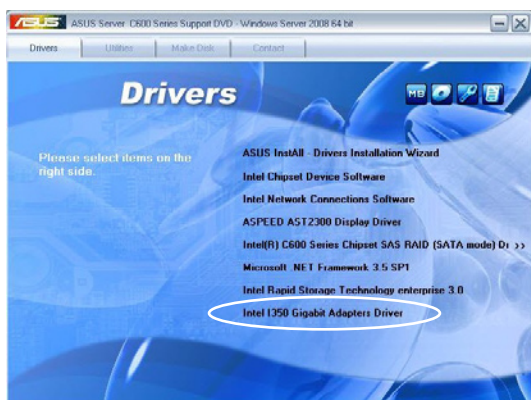 ASUS ASUS Server C600 Series Support DVD - Windows Server 2008 64 bit
Drivers Utilities Make Disk Contact
Drivers
MB
Please select items on the
right side.
ASUS InstAll - Drivers Installation Wizard
Intel Chipset Device Software
Intel Network Connections Software
ASPEED AST2300 Display Driver
Intel(R) C600 Series Chipset SAS RAID (SATA mode) Dr >>
Microsoft .NET Framework 3.5 SP1
Intel Rapid Storage Technology enterprise 3.0
Intel I350 Gigabit Adapters Driver